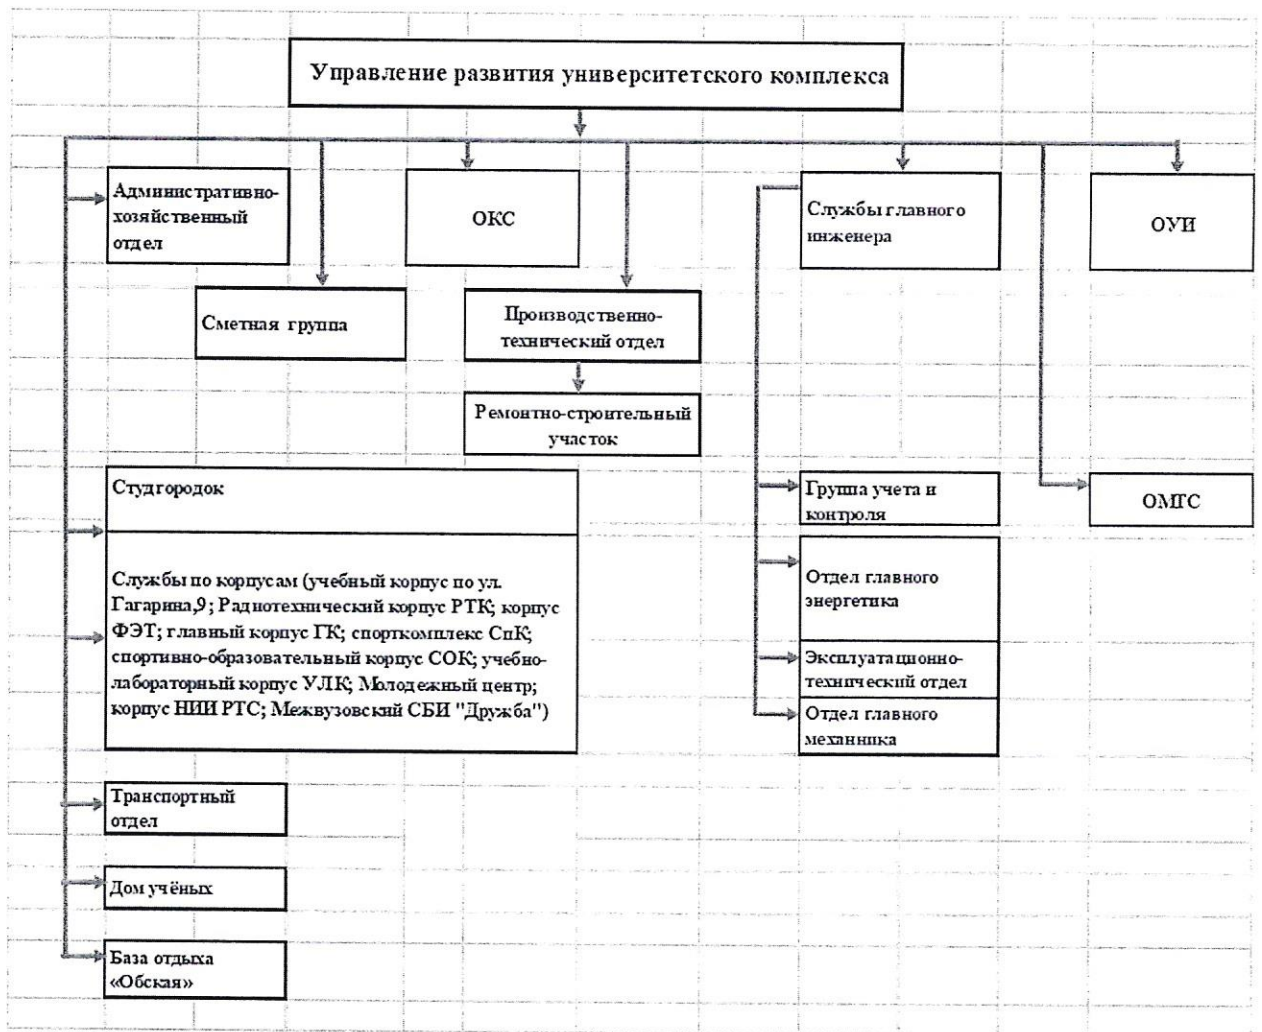 Управление развития университетского комплекса
Административно-
хозяйственный
отдел
ОКС
Службы главного
инженера
ОУИ
Сметная группа
Производственно-
технический отдел
Ремонтно-строительный
участок
Студгородок
Группа учета и
контроля
ОМТС
Службы по корпусам (учебный корпус по ул.
Гагарина,9; Радиотехнический корпус РТК; корпус
ФЭТ; главный корпус ГК; спорткомплекс СпК;
спортивно-образовательный корпус СОК; учебно-
лабораторный корпус УЛК; Молодежный центр;
корпус НИИ РТС; Межвузовский СБИ "Дружба")
Отдел главного
энергетика
Эксплуатационно-
технический отдел
Отдел главного
механика
Транспортный
отдел
Дом учёных
База отдыха
«Обская»